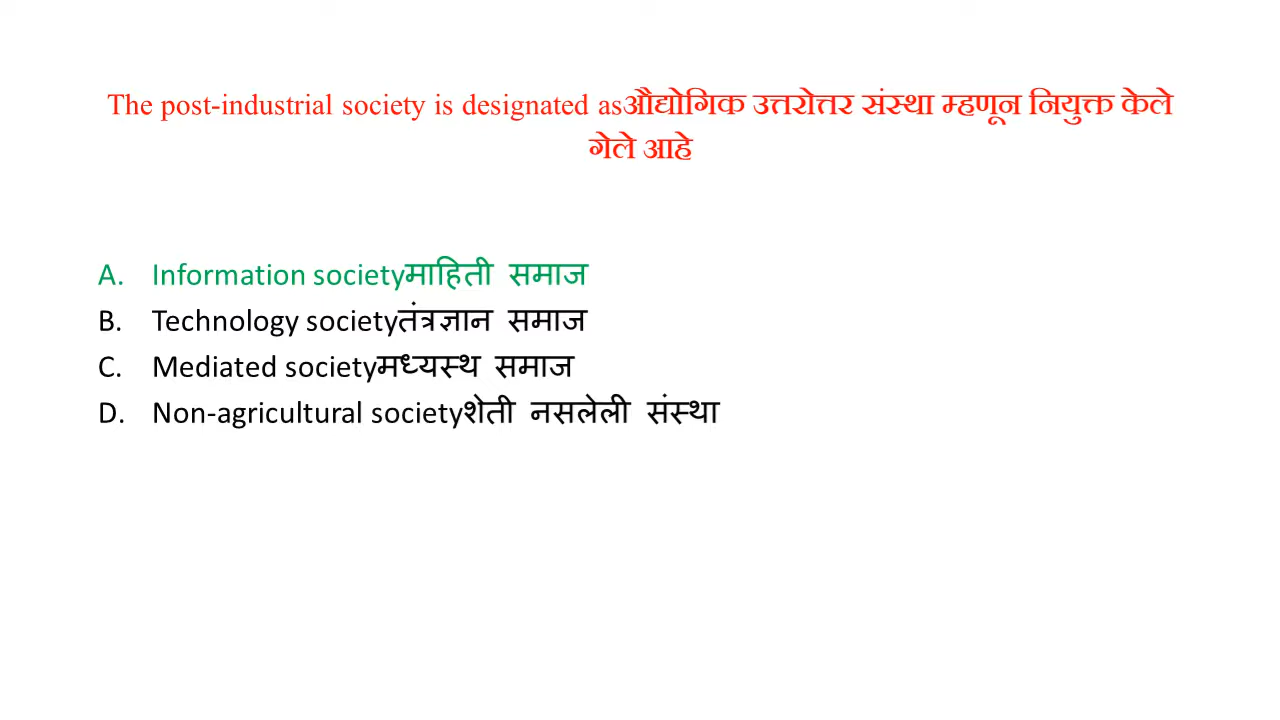 The post-industrial society is designated asऔद्योगिक उत्तरोत्तर संस्था म्हणून नियुक्त केले
गेले आहे
A. Information societyमाहिती समाज
B. Technology societyतंत्रज्ञान समाज
C. Mediated societyमध्यस्थ समाज
D. Non-agricultural societyशेती नसलेली संस्था